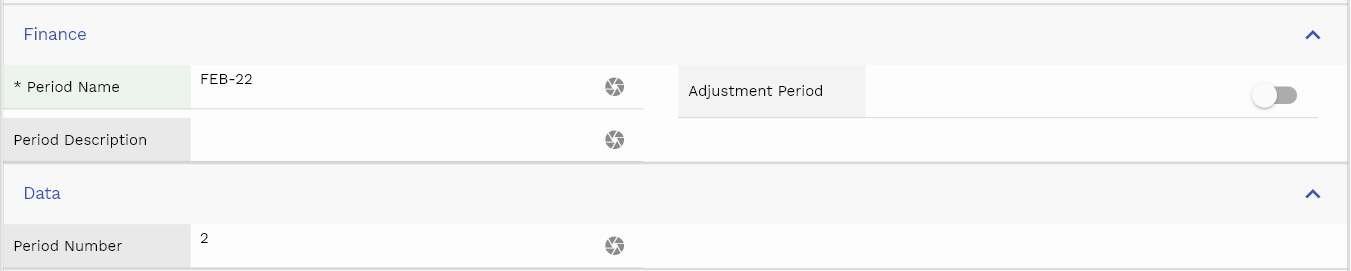 Finance
* Period Name
FEB-22
Adjustment Period
Period Description
Data
Period Number
2